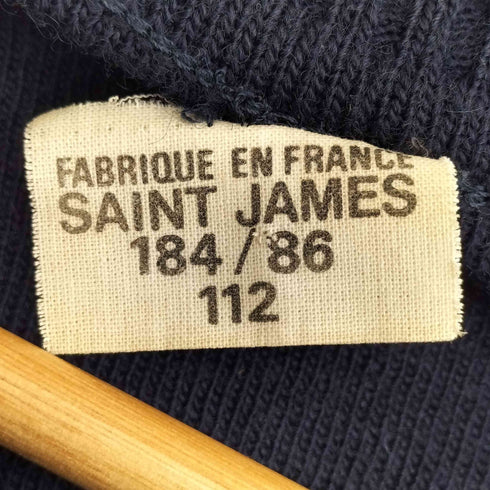 FABRIQUE EN FRANCE
SAINT JAMES
184/86
112